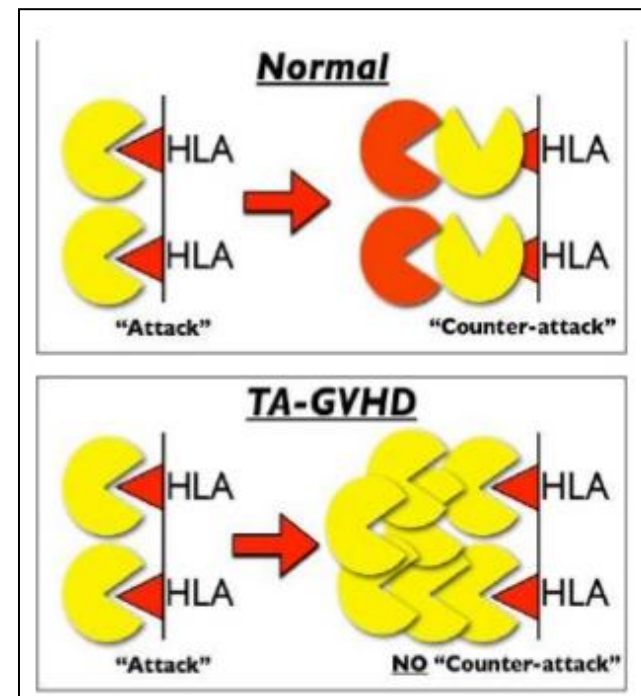 Normal
HLA HLA
HLA HLA
"Attack" "Counter-attack"
TA-GVHD
HLA HLA
HLA HLA
"Attack" NO "Counter-attack"